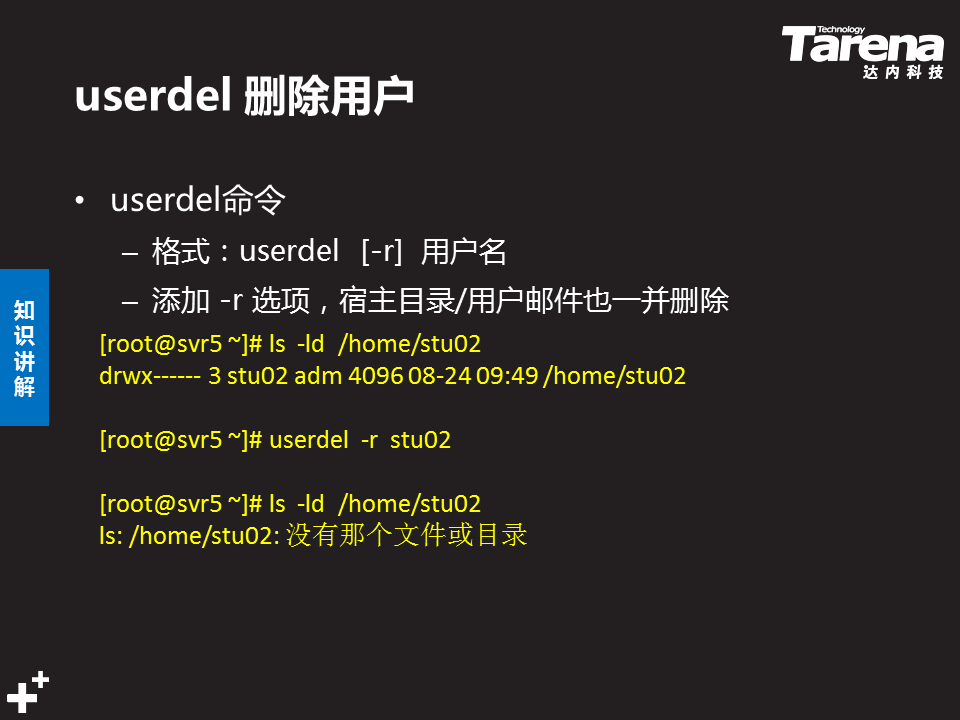 Technology
Tarena
达内科技
userdel 删除用户
• userdel命令
– 格式：userdel [-r] 用户名
– 添加 -r 选项，宿主目录/用户邮件也一并删除
知识讲解
[root@svr5 ~]# ls -ld /home/stu02
drwx------ 3 stu02 adm 4096 08-24 09:49 /home/stu02
[root@svr5 ~]# userdel -r stu02
[root@svr5 ~]# ls -ld /home/stu02
ls: /home/stu02: 没有那个文件或目录